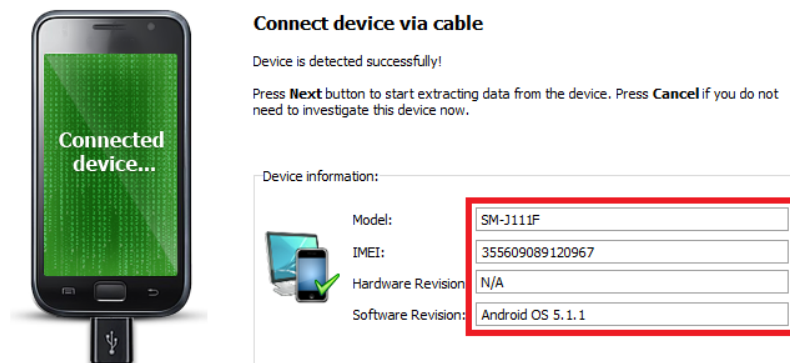 Connect device via cable
Device is detected successfully!
Press Next button to start extracting data from the device. Press Cancel if you do not
need to investigate this device now.
Connected
device...
Device information:
Model: SM-J111F
IMEI: 355609089120967
Hardware Revision N/A
Software Revision: Android OS 5.1.1